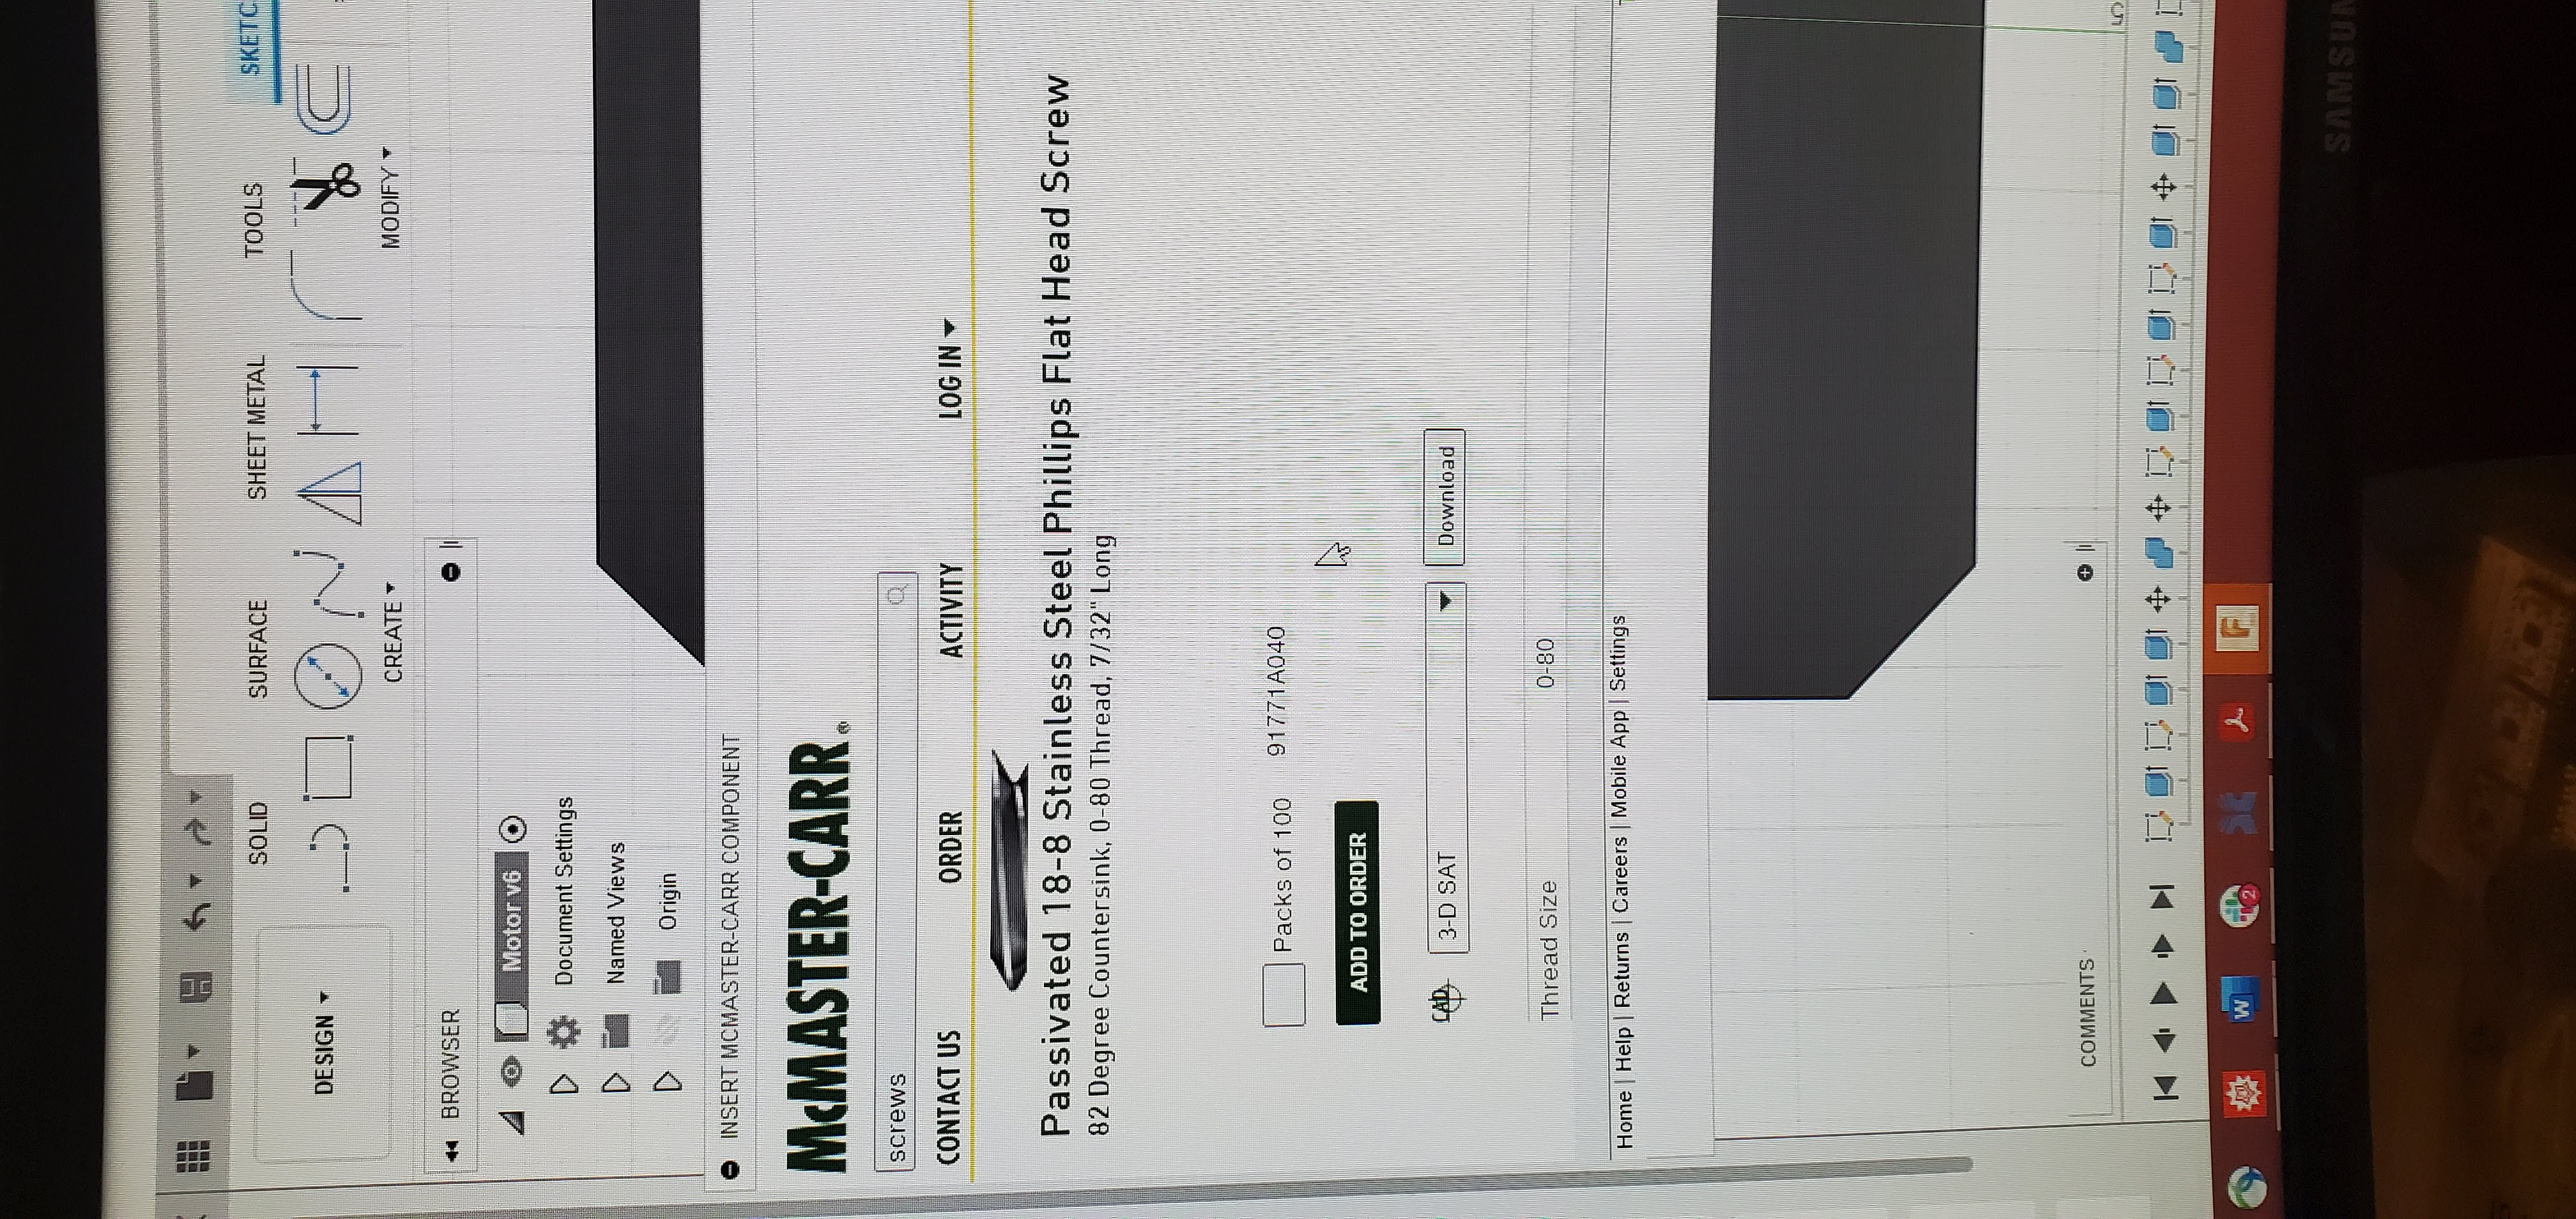 SOLID SURFACE SHEET METAL TOOLS SKETC
DESIGN
CREATE MODIFY
BROWSER
Motor v6
Document Settings
Named Views
Origin
INSERT MCMASTER-CARR COMPONENT
McMASTER-CARR®
screws
CONTACT US ORDER ACTIVITY LOG IN
Passivated 18-8 Stainless Steel Phillips Flat Head Screw
82 Degree Countersink, 0-80 Thread, 7/32" Long
Packs of 100 91771A040
ADD TO ORDER
CAD 3-D SAT Download
Thread Size 0-80
Home | Help | Returns | Careers | Mobile App | Settings
COMMENTS
5
W 2 F
SAMSUN